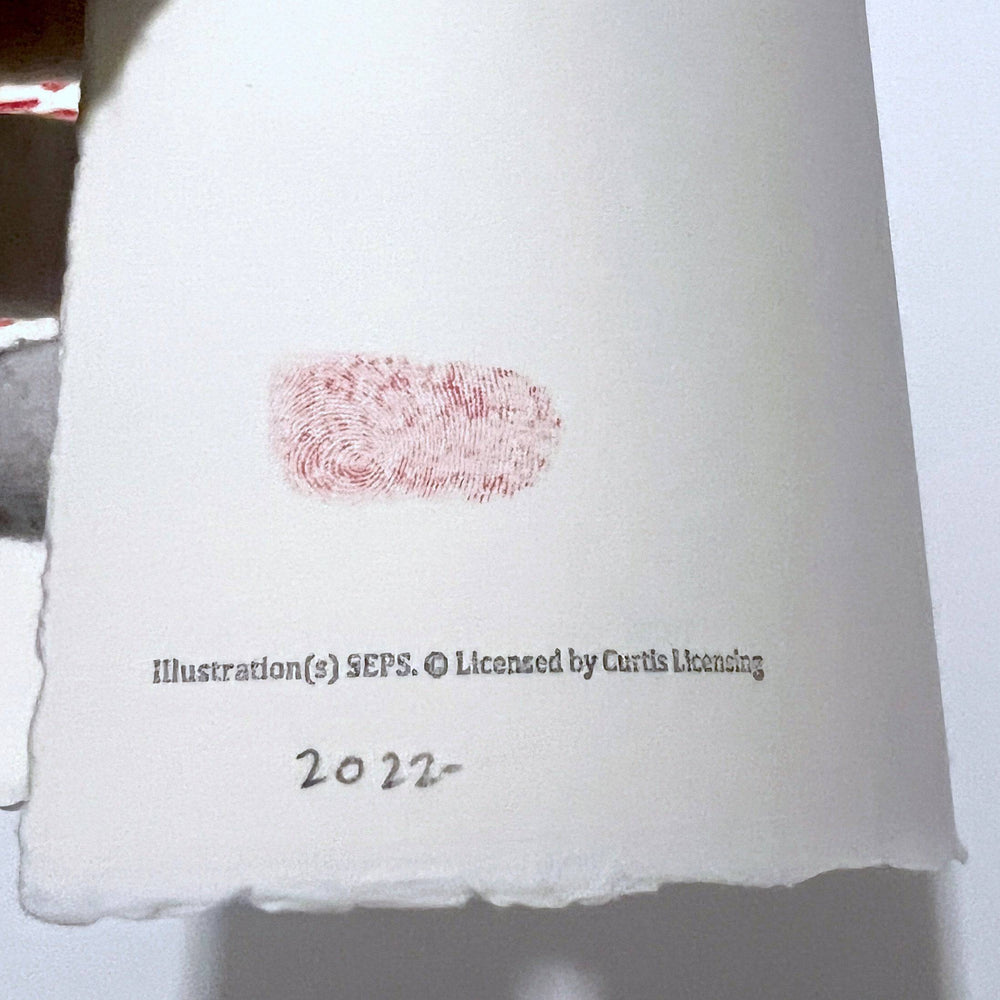 Illustration(s) SEPS. © Licensed by Curtis Licensing
2022-